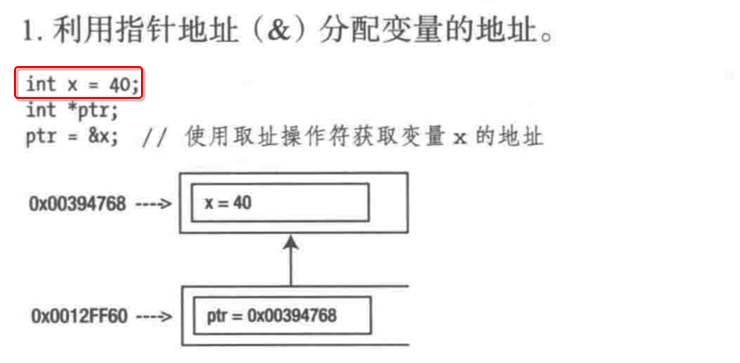 1. 利用指针地址（&）分配变量的地址。
int x = 40;
int *ptr;
ptr = &x;  // 使用取址操作符获取变量 x 的地址
0x00394768 ----> x = 40
0x0012FF60 ----> ptr = 0x00394768